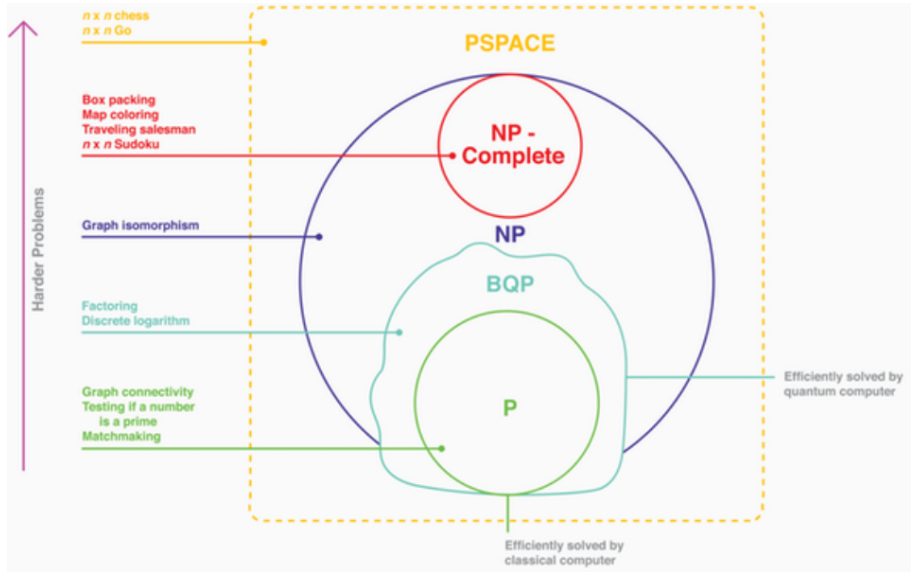 n x n chess
n x n Go
PSPACE
Box packing
Map coloring
Traveling salesman
n x n Sudoku
NP -
Complete
Graph isomorphism
NP
Harder Problems
BQP
Factoring
Discrete logarithm
Efficiently solved by
quantum computer
Graph connectivity
Testing if a number
is a prime
Matchmaking
P
Efficiently solved by
classical computer